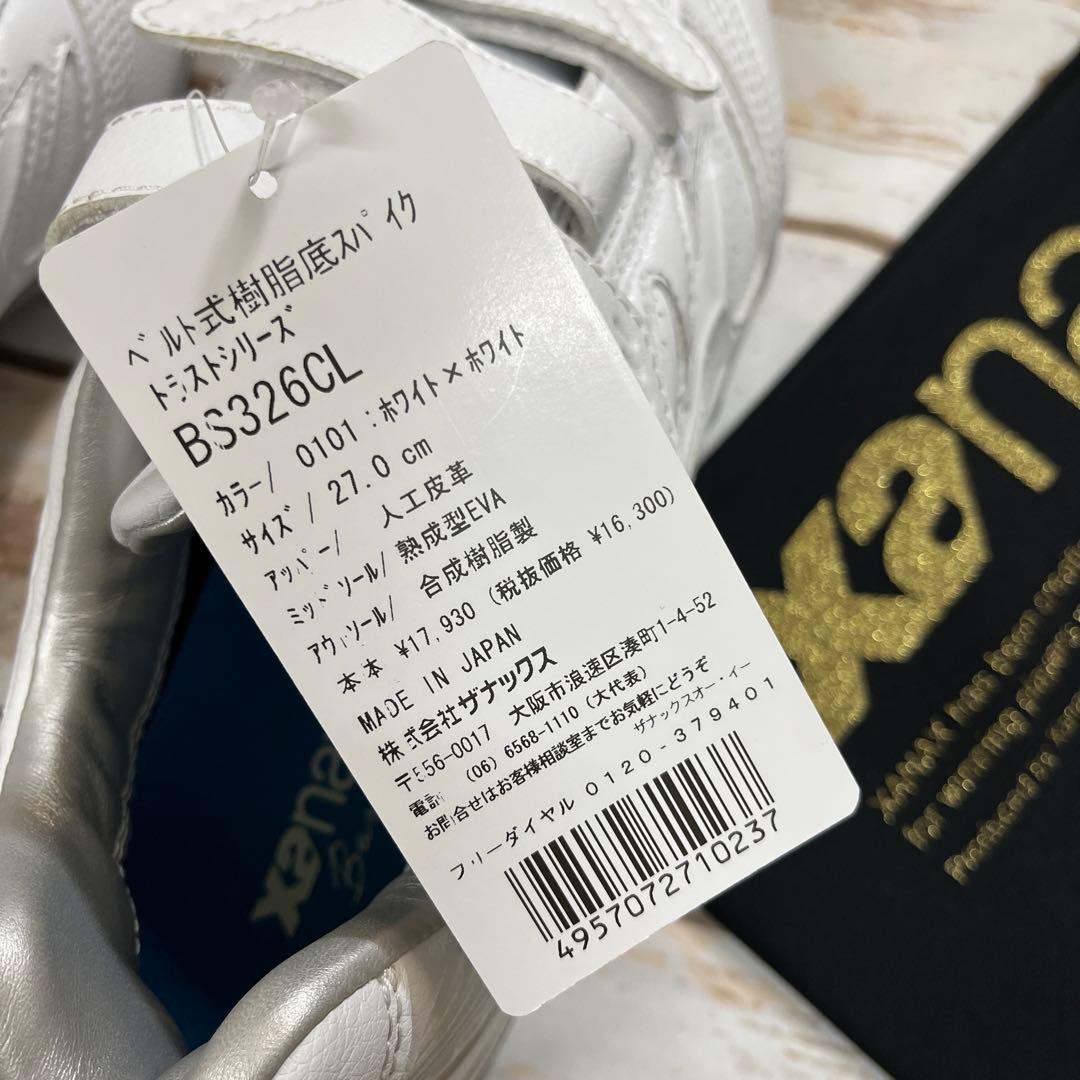 ﾍﾞﾙﾄ式樹脂底ｽﾊﾟｲｸ
ﾄﾗｽﾄｼﾘｰｽﾞ
BS326CL
ｶﾗｰ/ 0101:ﾎﾜｲﾄ×ﾎﾜｲﾄ
ｻｲｽﾞ/ 27.0 cm
ｱｯﾊﾟｰ/ 人工皮革
ﾐｯﾄﾞｿｰﾙ/ 熟成型EVA
ｱｳﾄｿｰﾙ/ 合成樹脂製
本本 ¥17,930 (税抜価格 ¥16,300)
MADE IN JAPAN
株式会社ザナックス
〒556-0017 大阪市浪速区湊町1-4-52
電話 (06) 6568-1110 (大代表)
お問合せはお客様相談室までお気軽にどうぞ
ザナックスオー・イー
フリーダイヤル 0120-379401
4957072710237
xana
xanax